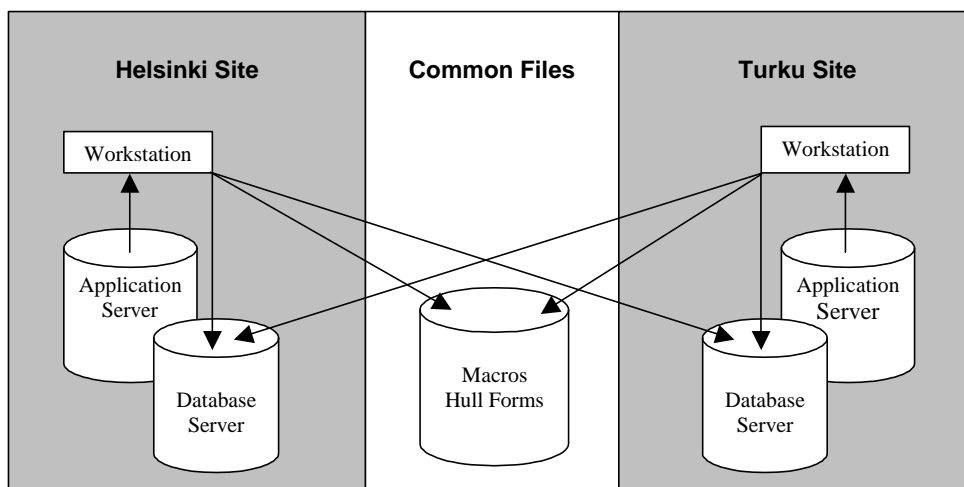 Helsinki Site
Common Files
Turku Site
Workstation
Workstation
Application
Server
Application
Server
Database
Server
Macros
Hull Forms
Database
Server